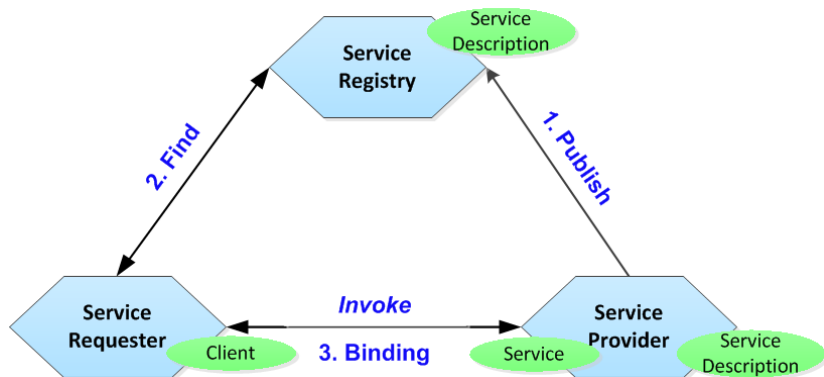 Service
Description
Service
Registry
1. Publish
2. Find
Service
Requester
Client
Invoke
3. Binding
Service
Provider
Service
Service
Description